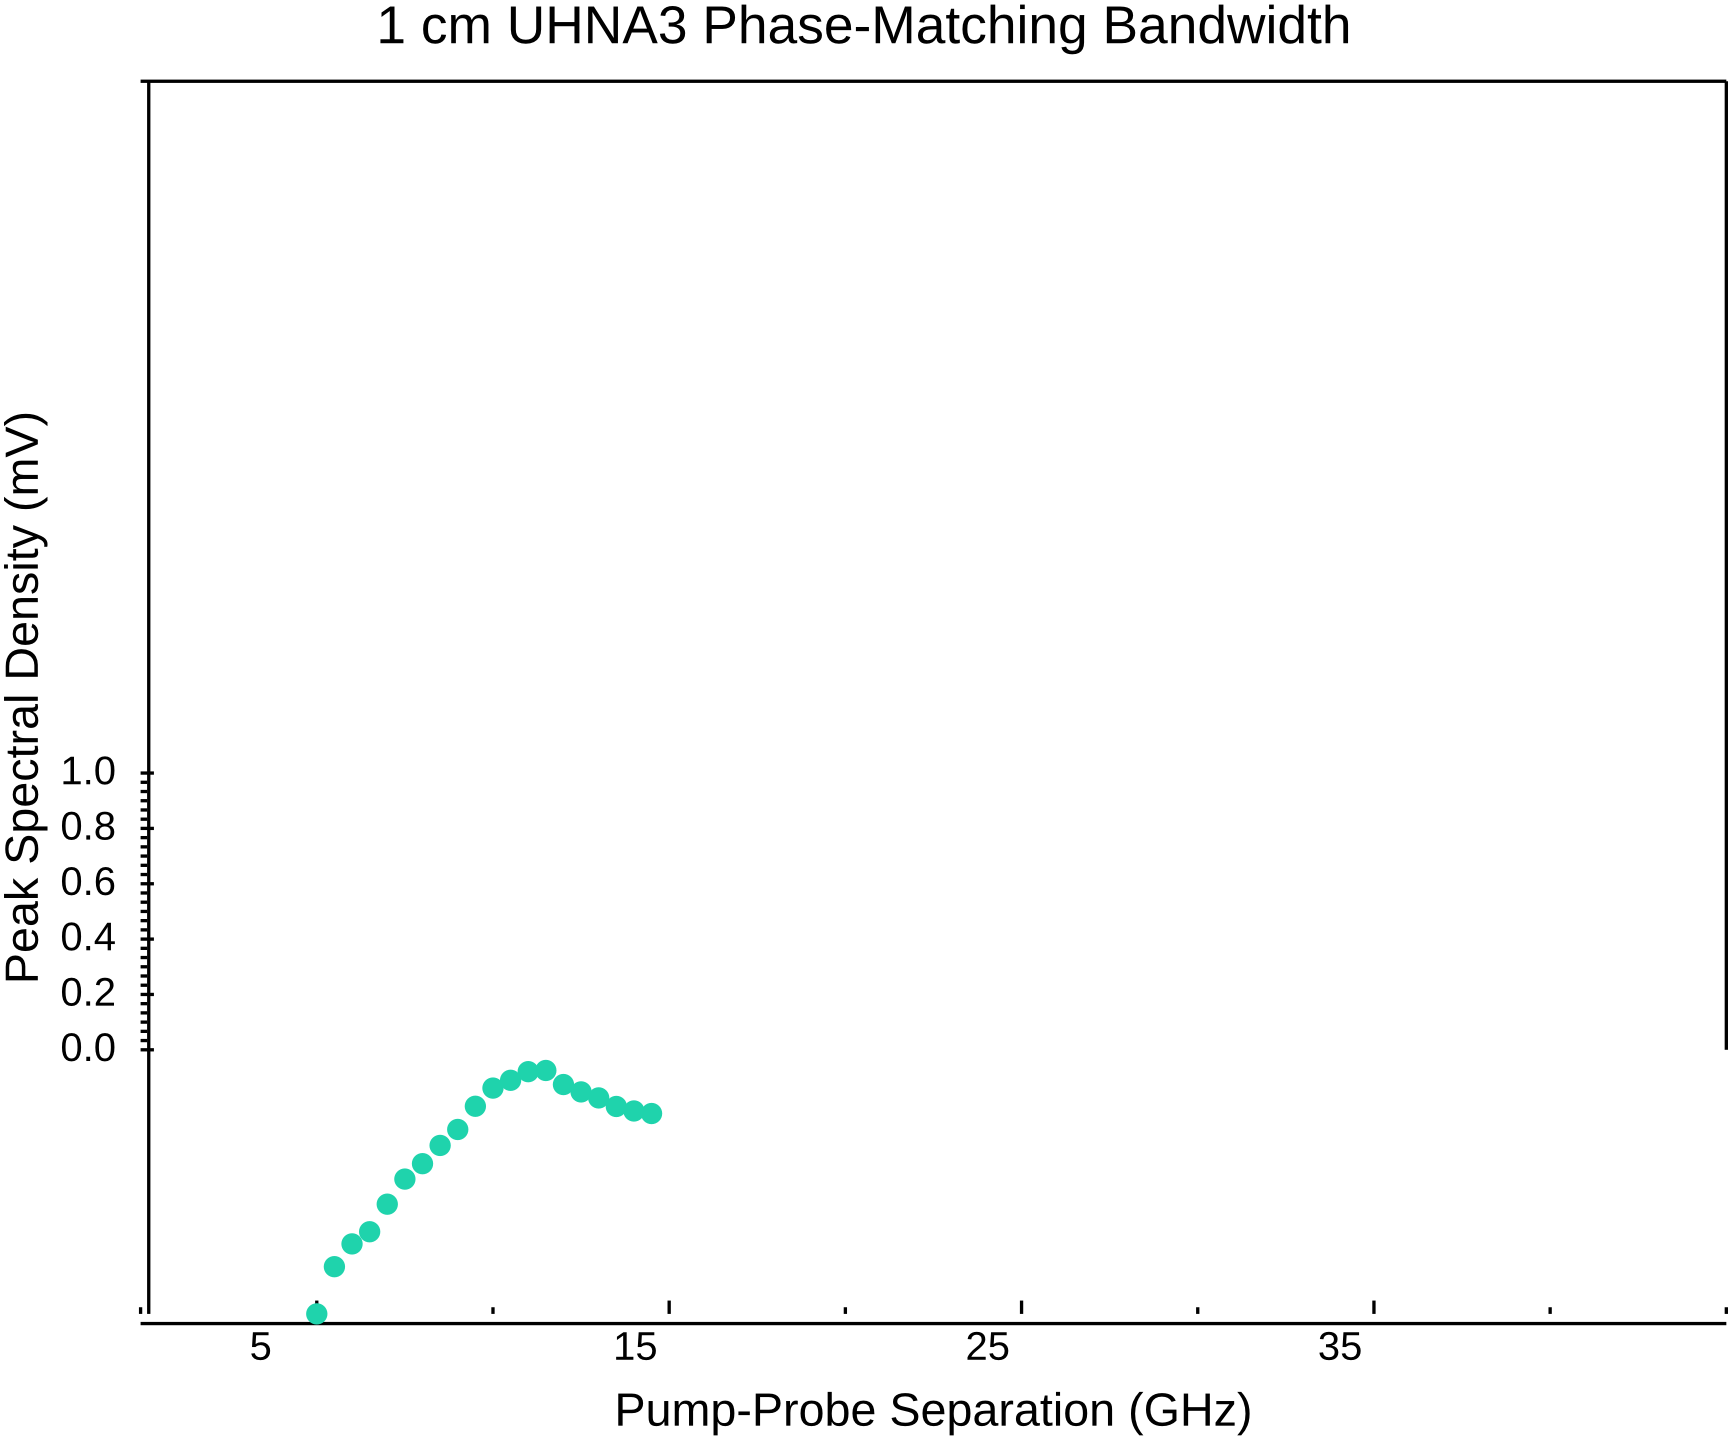 1 cm UHNA3 Phase-Matching Bandwidth
Peak Spectral Density (mV)
1.0
0.8
0.6
0.4
0.2
0.0
5 15 25 35
Pump-Probe Separation (GHz)